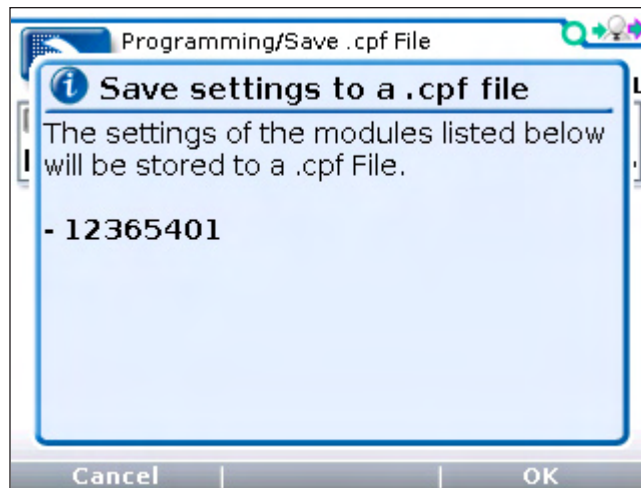 Programming/Save .cpf File
Save settings to a .cpf file
The settings of the modules listed below
will be stored to a .cpf File.
- 12365401
Cancel
OK